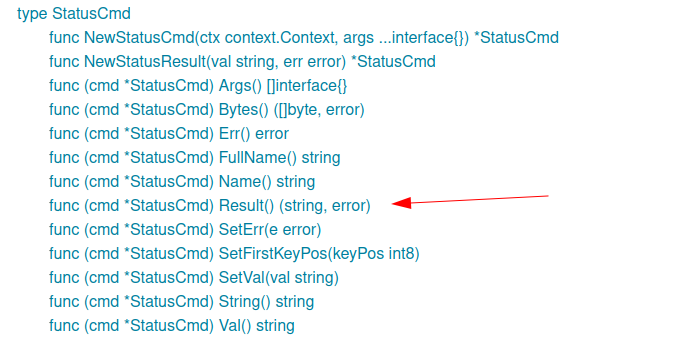 type StatusCmd
func NewStatusCmd(ctx context.Context, args ...interface{}) *StatusCmd
func NewStatusResult(val string, err error) *StatusCmd
func (cmd *StatusCmd) Args() []interface{}
func (cmd *StatusCmd) Bytes() ([]byte, error)
func (cmd *StatusCmd) Err() error
func (cmd *StatusCmd) FullName() string
func (cmd *StatusCmd) Name() string
func (cmd *StatusCmd) Result() (string, error)
func (cmd *StatusCmd) SetErr(e error)
func (cmd *StatusCmd) SetFirstKeyPos(keyPos int8)
func (cmd *StatusCmd) SetVal(val string)
func (cmd *StatusCmd) String() string
func (cmd *StatusCmd) Val() string